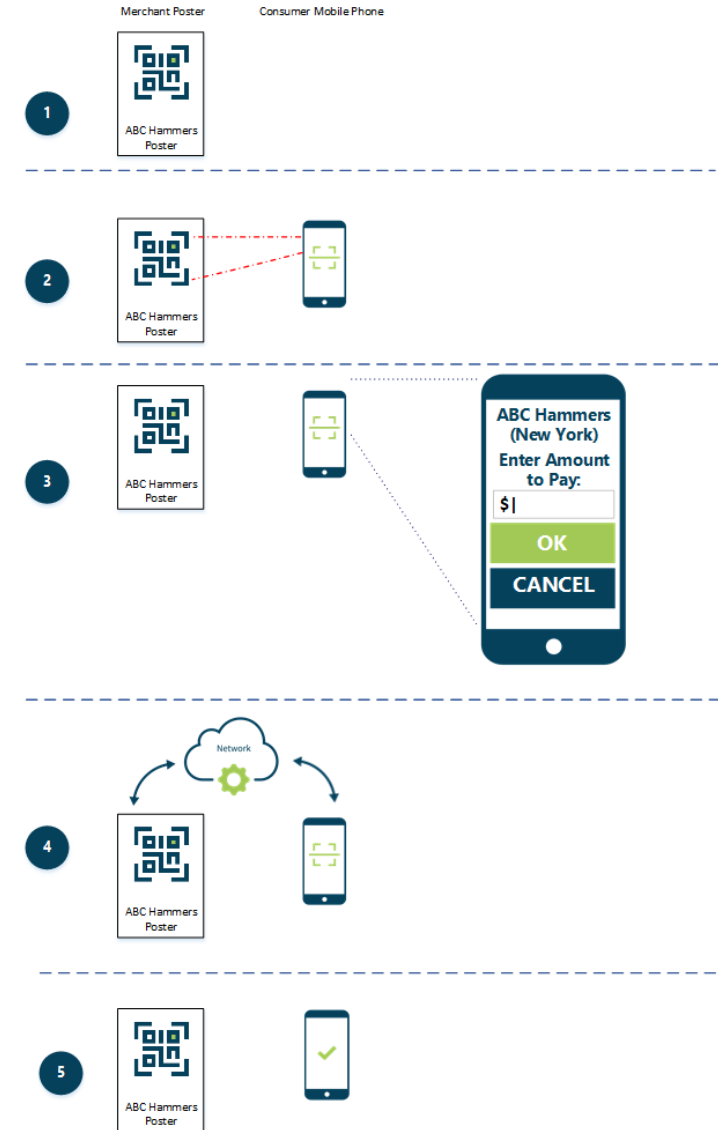 Merchant Poster
Consumer Mobile Phone
1
ABC Hammers
Poster
2
ABC Hammers
Poster
3
ABC Hammers
Poster
ABC Hammers
(New York)
Enter Amount
to Pay:
$|
OK
CANCEL
Network
4
ABC Hammers
Poster
5
ABC Hammers
Poster